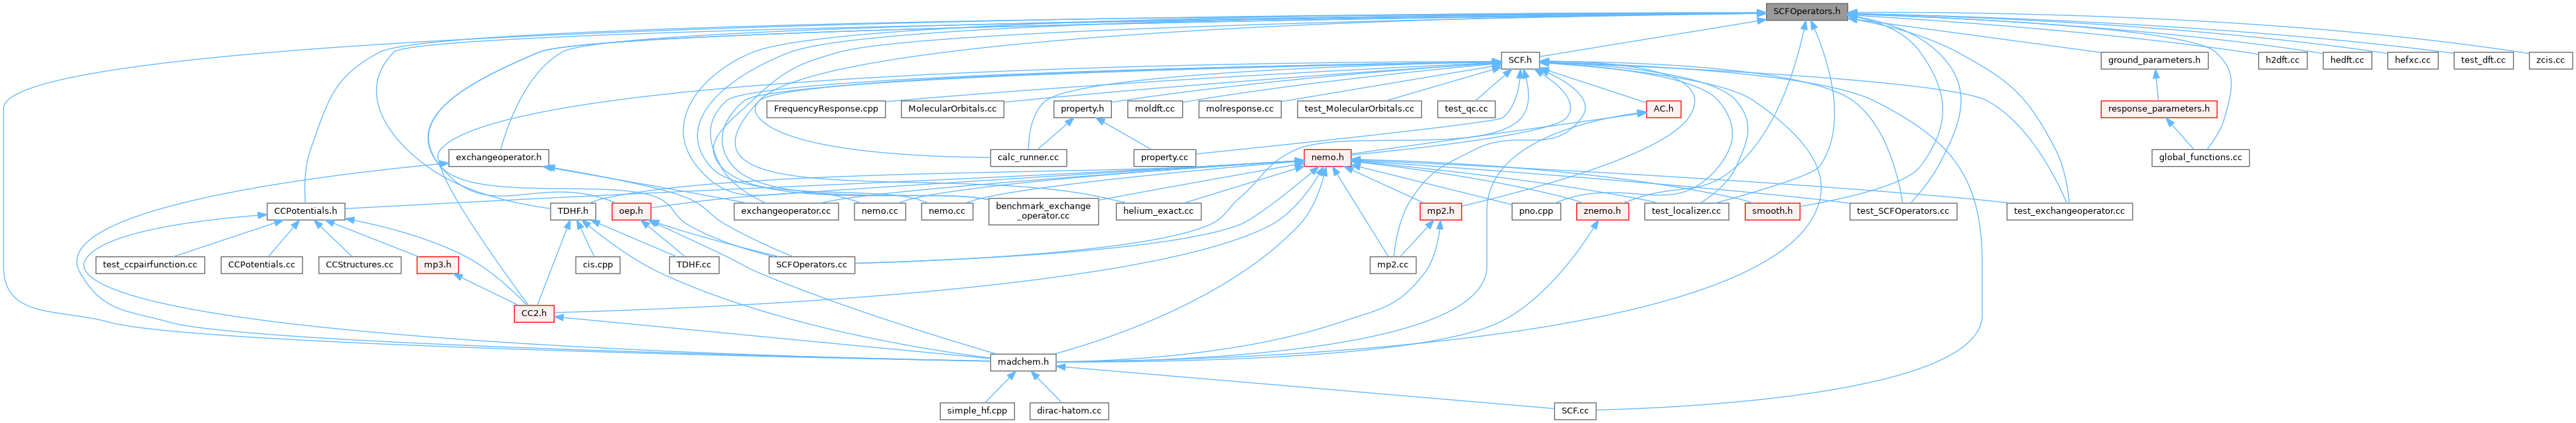 SCFOperators.h
SCF.h
ground_parameters.h
h2dft.cc
hedft.cc
hefxc.cc
test_dft.cc
zcis.cc
FrequencyResponse.cpp
MolecularOrbitals.cc
property.h
moldft.cc
molresponse.cc
test_MolecularOrbitals.cc
test_qc.cc
AC.h
response_parameters.h
exchangeoperator.h
calc_runner.cc
property.cc
nemo.h
global_functions.cc
CCPotentials.h
TDHF.h
oep.h
exchangeoperator.cc
nemo.cc
nemo.cc
benchmark_exchange
_operator.cc
helium_exact.cc
mp2.h
pno.cpp
znemo.h
test_localizer.cc
smooth.h
test_SCFOperators.cc
test_exchangeoperator.cc
test_ccpairfunction.cc
CCPotentials.cc
CCStructures.cc
mp3.h
cis.cpp
TDHF.cc
SCFOperators.cc
mp2.cc
CC2.h
madchem.h
simple_hf.cpp
dirac-hatom.cc
SCF.cc